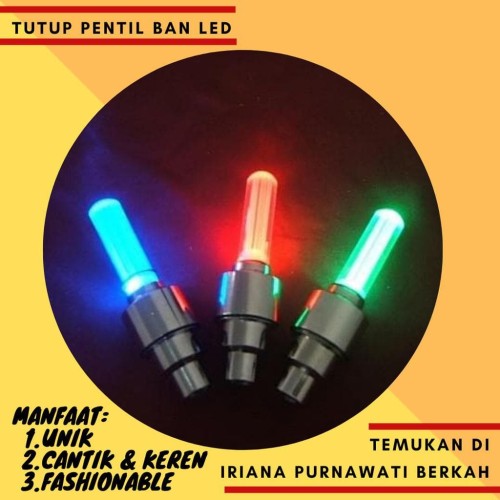 TUTUP PENTIL BAN LED
MANFAAT:
1.UNIK
2.CANTIK & KEREN
3.FASHIONABLE
TEMUKAN DI
IRIANA PURNAWATI BERKAH